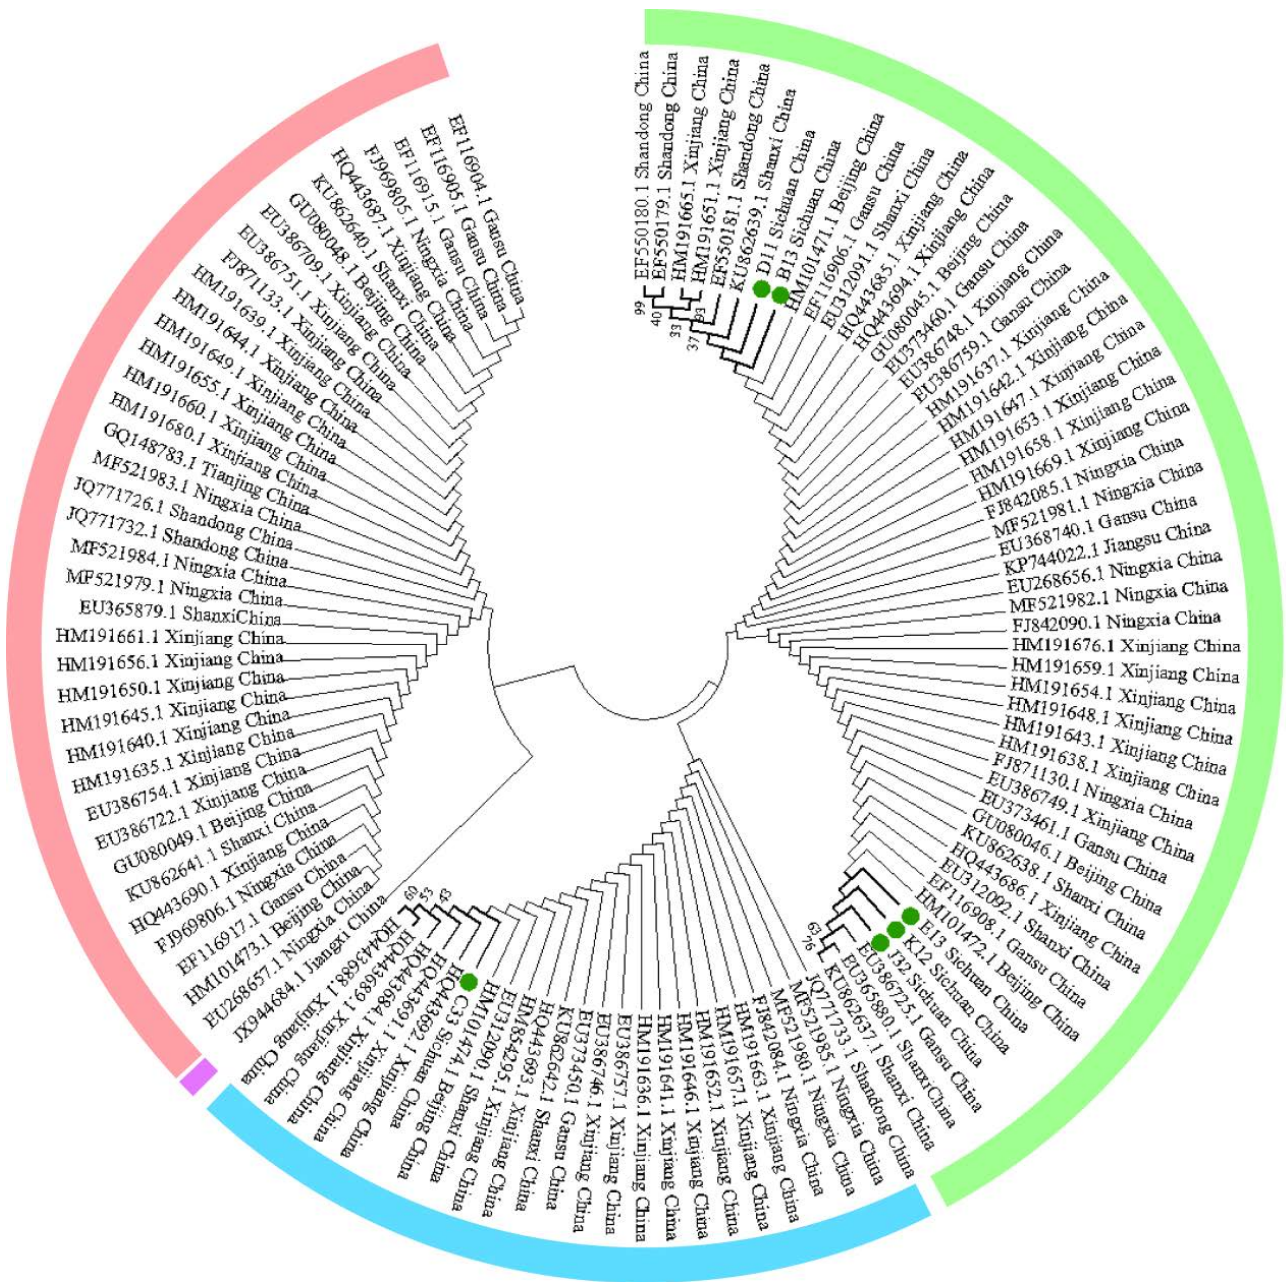 EF550180.1 Shandong China
EF550179.1 Shandong China
HM191665.1 Xinjiang China
HM191651.1 Xinjiang China
EF550181.1 Shandong China
KU862639.1 Shanxi China
D11 Sichuan China
B13 Sichuan China
HM101471.1 Beijing China
EF116906.1 Gansu China
EU312091.1 Shanxi China
HQ443685.1 Xinjiang China
HQ443694.1 Xinjiang China
GU080045.1 Beijing China
EU373460.1 Gansu China
EU386748.1 Xinjiang China
EU386759.1 Gansu China
HM191637.1 Xinjiang China
HM191642.1 Xinjiang China
HM191647.1 Xinjiang China
HM191653.1 Xinjiang China
HM191658.1 Xinjiang China
HM191669.1 Xinjiang China
FJ842085.1 Ningxia China
MF521981.1 Ningxia China
EU368740.1 Gansu China
KP744022.1 Jiangsu China
EU268656.1 Ningxia China
MF521982.1 Ningxia China
FJ842090.1 Ningxia China
HM191676.1 Xinjiang China
HM191659.1 Xinjiang China
HM191654.1 Xinjiang China
HM191648.1 Xinjiang China
HM191643.1 Xinjiang China
HM191638.1 Xinjiang China
FJ871130.1 Ningxia China
EU386749.1 Xinjiang China
EU373461.1 Gansu China
GU080046.1 Beijing China
KU862638.1 Shanxi China
HQ443686.1 Xinjiang China
EU312092.1 Shanxi China
EF116908.1 Gansu China
HM101472.1 Beijing China
E13 Sichuan China
K12 Sichuan China
J32 Sichuan China
EU386725.1 Gansu China
EU365880.1 ShanxiChina
KU862637.1 Shanxi China
JQ771733.1 Shandong China
MF521985.1 Ningxia China
MF521980.1 Ningxia China
FJ842084.1 Ningxia China
HM191663.1 Xinjiang China
HM191657.1 Xinjiang China
HM191652.1 Xinjiang China
HM191646.1 Xinjiang China
HM191641.1 Xinjiang China
HM191636.1 Xinjiang China
EU386757.1 Xinjiang China
EU386746.1 Xinjiang China
EU373450.1 Gansu China
KU862642.1 Shanxi China
HQ443693.1 Xinjiang China
HM854295.1 Xinjiang China
EU312090.1 Shanxi China
HM101474.1 Beijing China
C33 Sichuan China
HQ443692.1 Xinjiang China
HQ443691.1 Xinjiang China
HQ443684.1 Xinjiang China
HQ443689.1 Xinjiang China
HQ443688.1 Xinjiang China
JX944684.1 Jiangxi China
EU268657.1 Ningxia China
HM101473.1 Beijing China
EF116917.1 Gansu China
FJ969806.1 Ningxia China
HQ443690.1 Xinjiang China
KU862641.1 Shanxi China
GU080049.1 Beijing China
EU386722.1 Xinjiang China
EU386754.1 Xinjiang China
HM191635.1 Xinjiang China
HM191640.1 Xinjiang China
HM191645.1 Xinjiang China
HM191650.1 Xinjiang China
HM191656.1 Xinjiang China
HM191661.1 Xinjiang China
EU365879.1 ShanxiChina
MF521979.1 Ningxia China
MF521984.1 Ningxia China
JQ771732.1 Shandong China
JQ771726.1 Shandong China
MF521983.1 Ningxia China
GQ148783.1 Tianjing China
HM191680.1 Xinjiang China
HM191660.1 Xinjiang China
HM191655.1 Xinjiang China
HM191649.1 Xinjiang China
HM191644.1 Xinjiang China
HM191639.1 Xinjiang China
FJ871133.1 Xinjiang China
EU386751.1 Xinjiang China
EU386709.1 Xinjiang China
GU080048.1 Beijing China
KU862640.1 Shanxi China
HQ443687.1 Xinjiang China
FJ969805.1 Ningxia China
EF116915.1 Gansu China
EF116905.1 Gansu China
EF116904.1 Gansu China
99
40
33
93
37
63
76
43
53
60